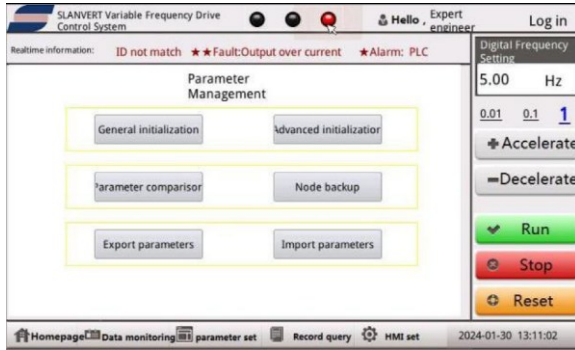 SLANVERT Variable Frequency Drive
Control System
Hello , Expert
engineer
Log in
Realtime information: ID not match ★★Fault:Output over current ★Alarm: PLC
Digital Frequency
Setting
5.00 Hz
0.01 0.1 1
Accelerate
Decelerate
Run
Stop
Reset
Parameter
Management
General initialization
Advanced initialization
Parameter comparison
Node backup
Export parameters
Import parameters
Homepage Data monitoring parameter set Record query HMI set 2024-01-30 13:11:02